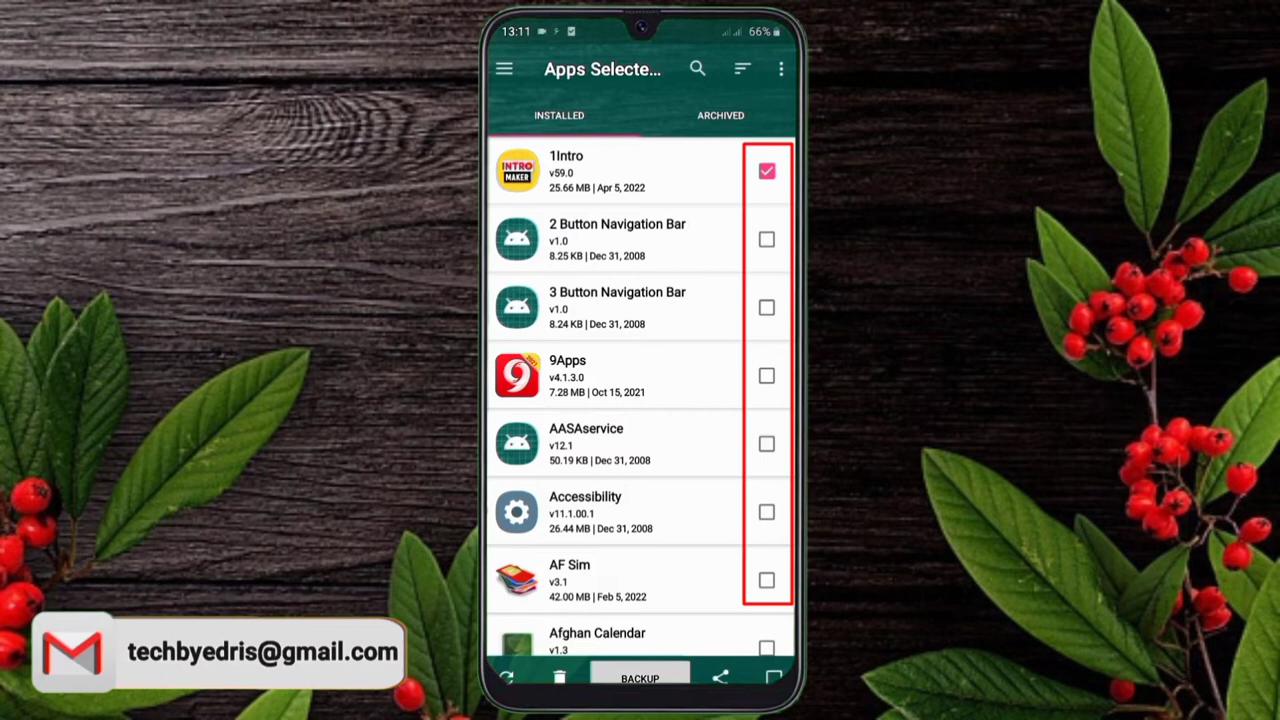 13:11
66%
Apps Selecte...
INSTALLED
ARCHIVED
INTRO
MAKER
1Intro
v59.0
25.66 MB | Apr 5, 2022
2 Button Navigation Bar
v1.0
8.25 KB | Dec 31, 2008
3 Button Navigation Bar
v1.0
8.24 KB | Dec 31, 2008
2021
9Apps
v4.1.3.0
7.28 MB | Oct 15, 2021
AASAservice
v12.1
50.19 KB | Dec 31, 2008
Accessibility
v11.1.00.1
26.44 MB | Dec 31, 2008
AF Sim
v3.1
42.00 MB | Feb 5, 2022
Afghan Calendar
v1.3
BACKUP
techbyedris@gmail.com